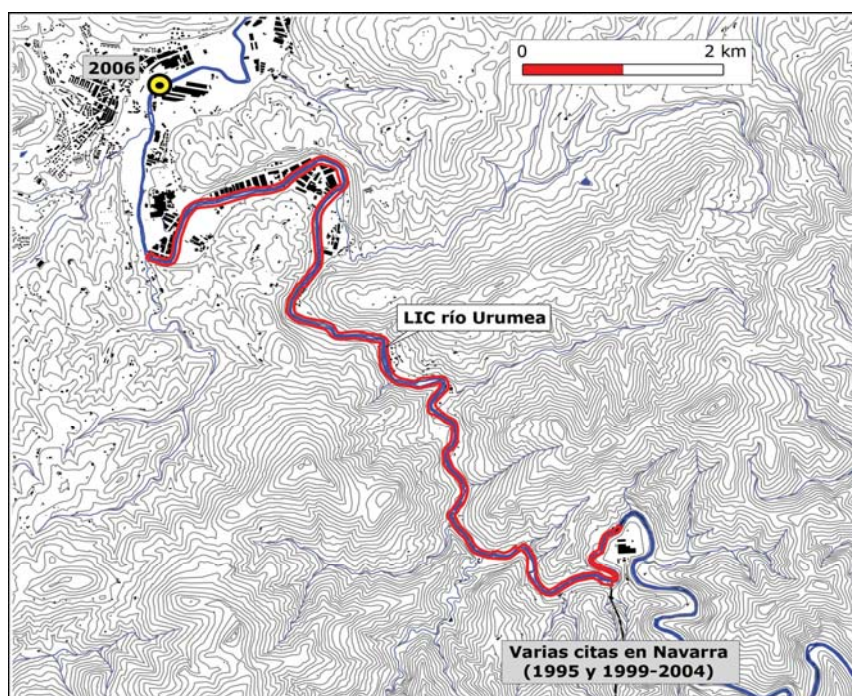 2006
0 2 km
LIC río Urumea
Varias citas en Navarra
(1995 y 1999-2004)